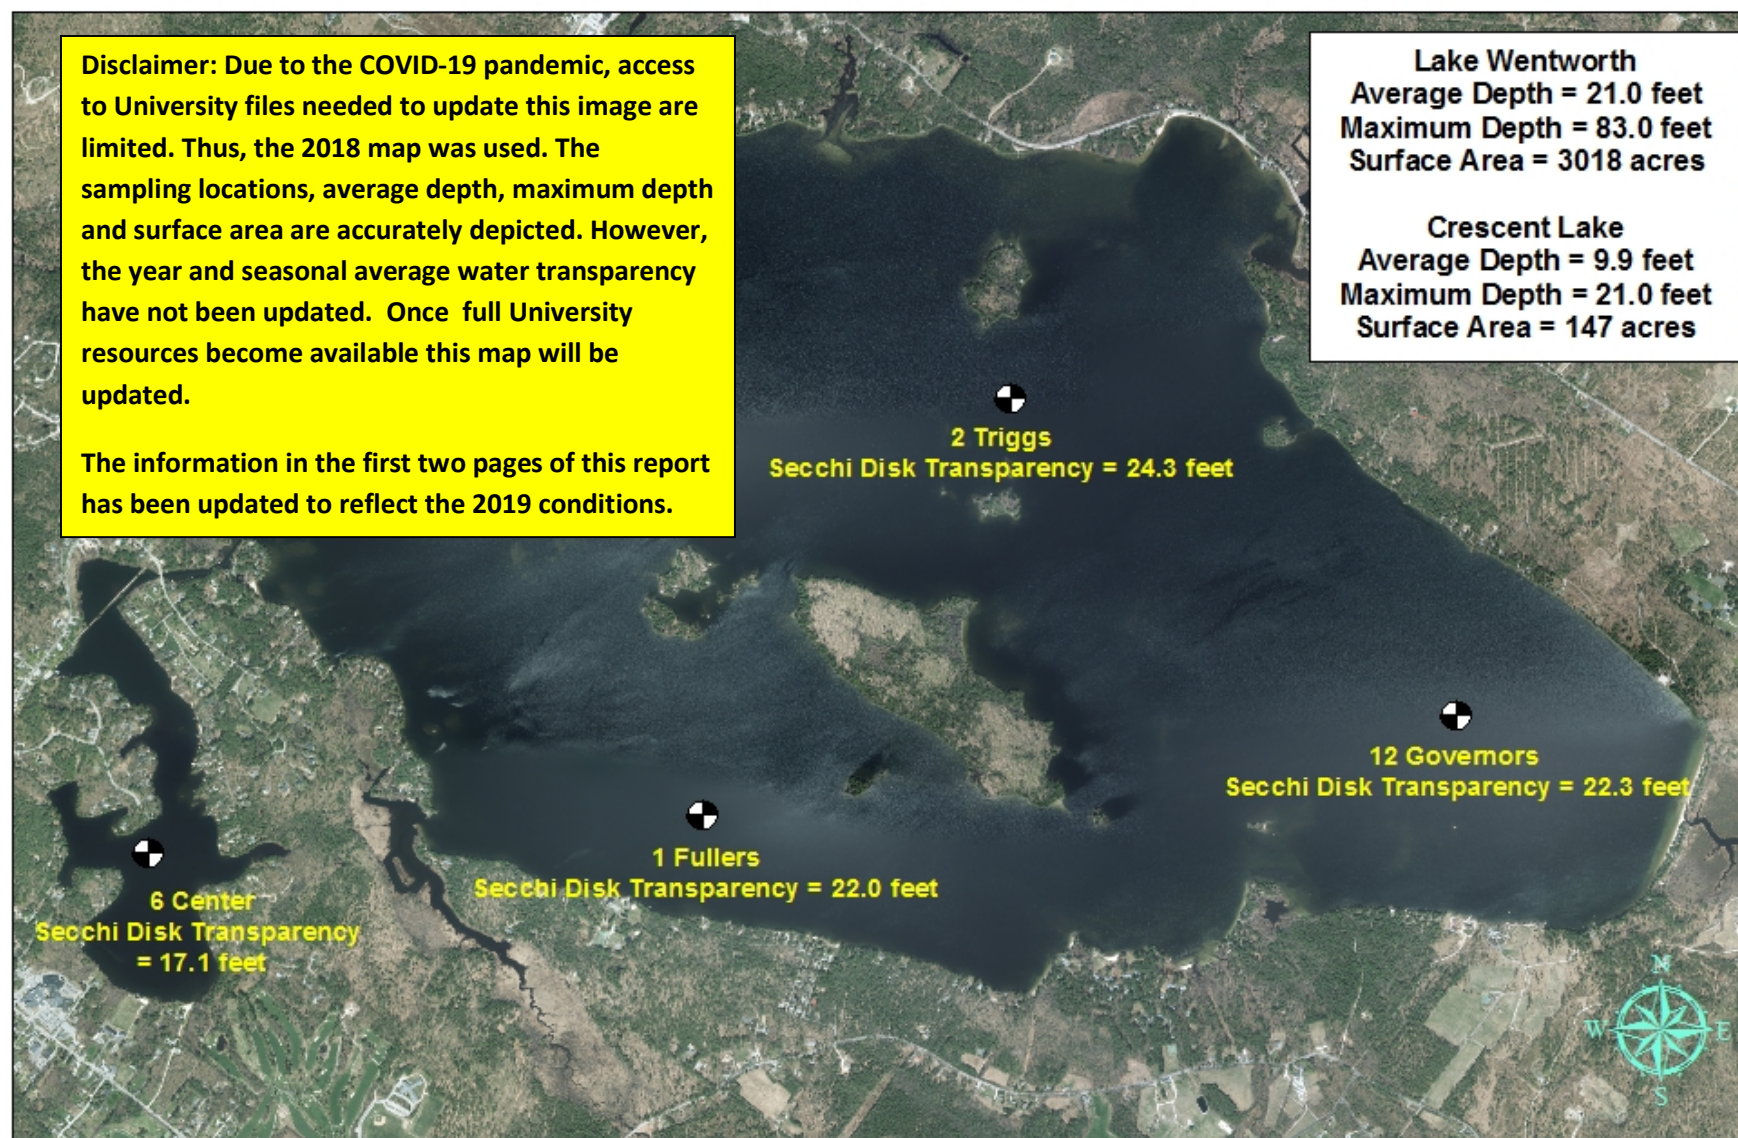 Disclaimer: Due to the COVID-19 pandemic, access
to University files needed to update this image are
limited. Thus, the 2018 map was used. The
sampling locations, average depth, maximum depth
and surface area are accurately depicted. However,
the year and seasonal average water transparency
have not been updated.  Once  full University
resources become available this map will be
updated.
The information in the first two pages of this report
has been updated to reflect the 2019 conditions.
Lake Wentworth
Average Depth = 21.0 feet
Maximum Depth = 83.0 feet
Surface Area = 3018 acres
Crescent Lake
Average Depth = 9.9 feet
Maximum Depth = 21.0 feet
Surface Area = 147 acres
2 Triggs
Secchi Disk Transparency = 24.3 feet
12 Governors
Secchi Disk Transparency = 22.3 feet
1 Fullers
Secchi Disk Transparency = 22.0 feet
6 Center
Secchi Disk Transparency
= 17.1 feet
N
W
E
S